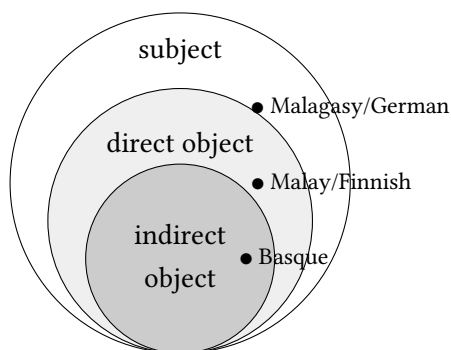 subject
Malagasy/German
direct object
Malay/Finnish
indirect
object
Basque